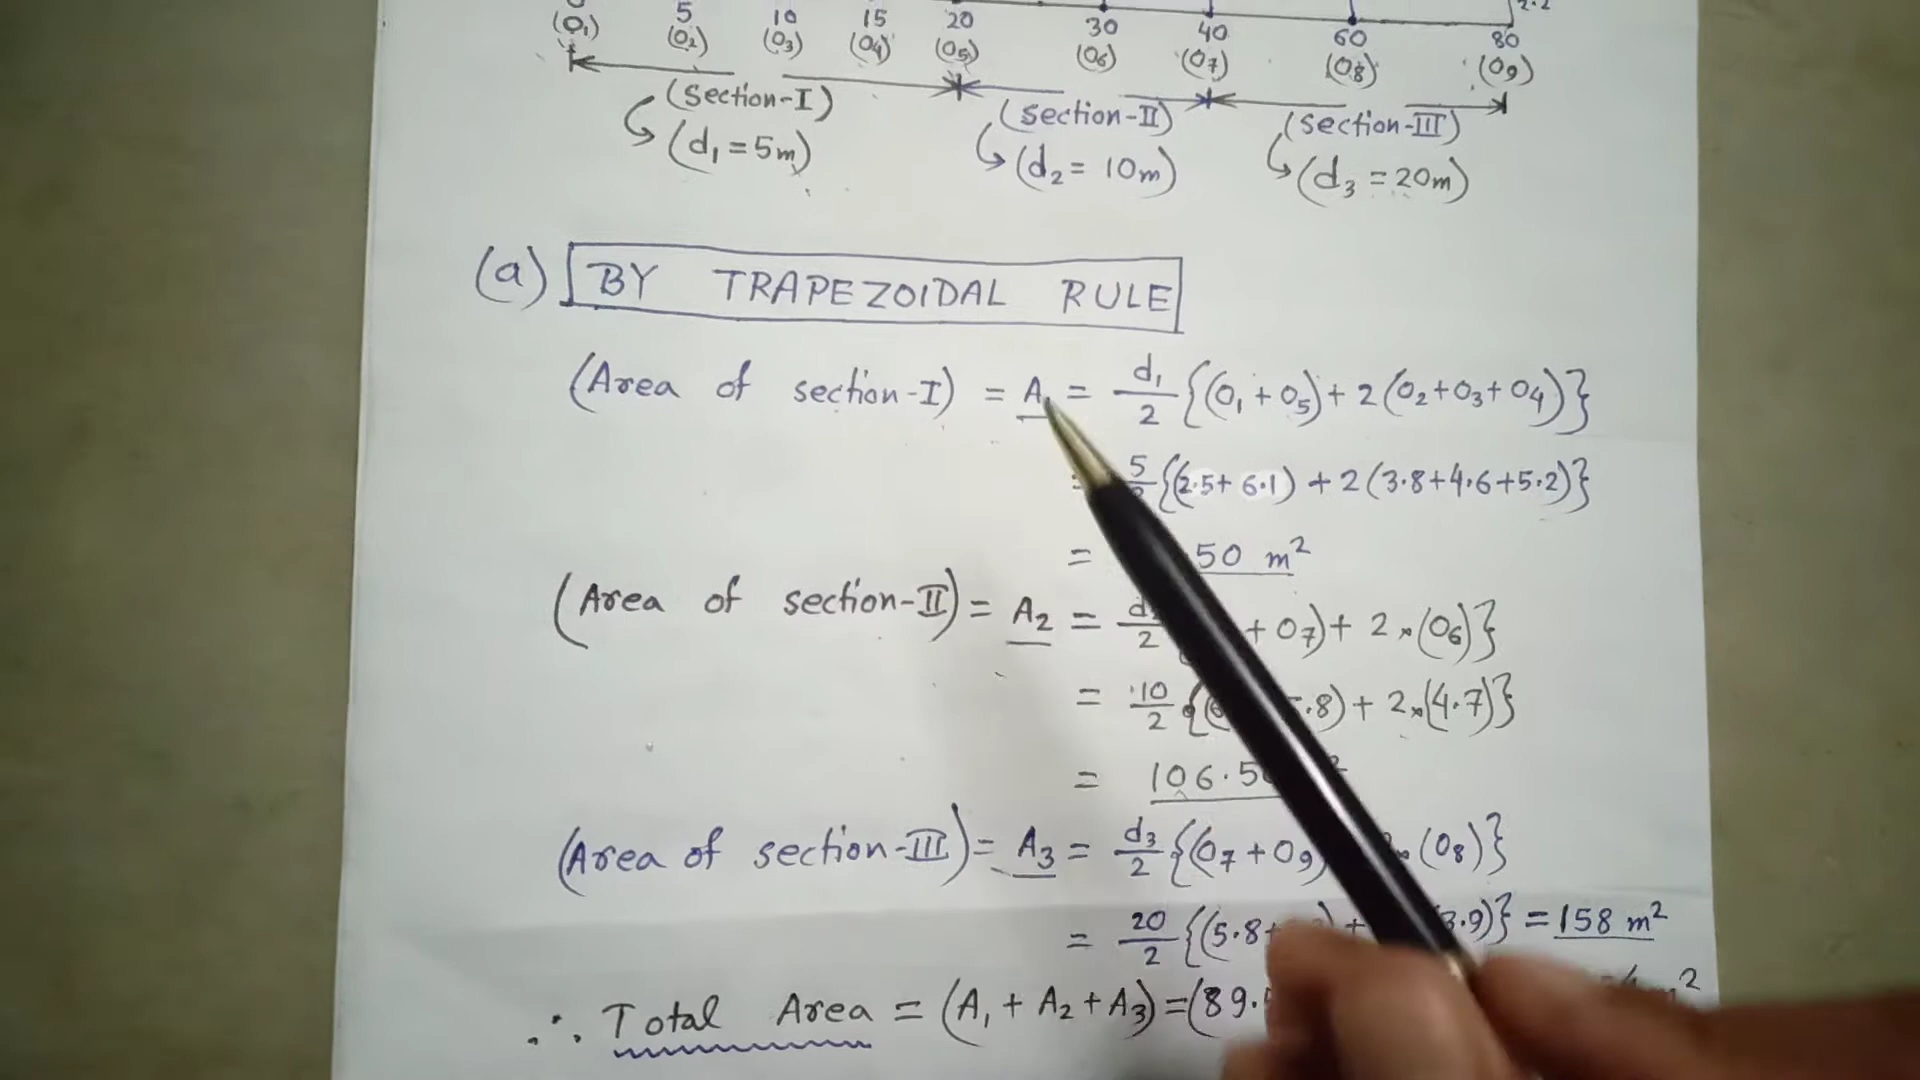 5 10 15 20 30 40 60 80 2.2
(O₁) (O₂) (O₃) (O₄) (O₅) (O₆) (O₇) (O₈) (O₉)
(Section-I) (Section-II) (Section-III)
(d₁ = 5m) (d₂ = 10m) (d₃ = 20m)
(a) BY TRAPEZOIDAL RULE
(Area of section-I) = A₁ = d₁/2 {(O₁ + O₅) + 2 (O₂+O₃+O₄)}
5 {(2.5+ 6.1) + 2 (3.8+4.6+5.2)}
= 50 m²
(Area of section-II) = A₂ = d /2 + O₇) + 2 × (O₆)}
= 10/2 { .8) + 2 × (4.7)}
= 106.5
(Area of section-III) = A₃ = d₃/2 {(O₇ + O₉ (O₈)}
= 20/2 {(5.8+ ) + 3.9)} = 158 m²
∴ Total Area = (A₁ + A₂ + A₃) = (89. m²